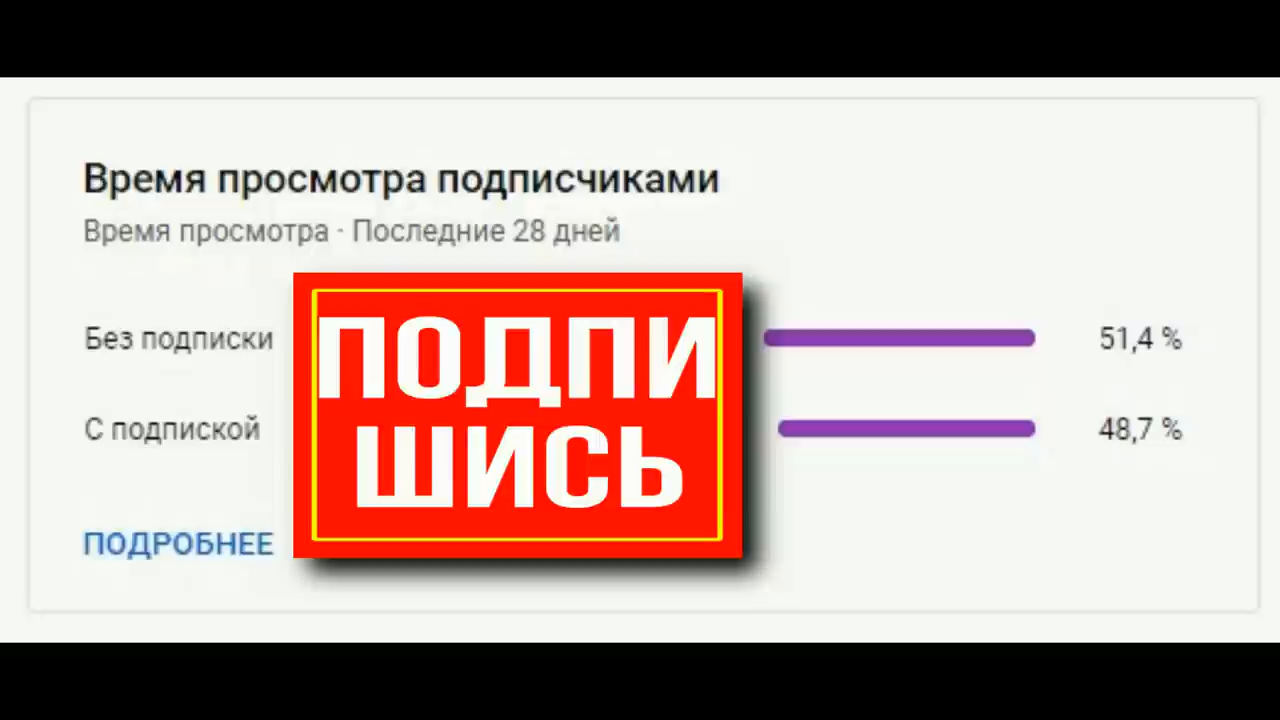 Время просмотра подписчиками
Время просмотра · Последние 28 дней
Без подписки 51,4 %
С подпиской 48,7 %
ПОДПИ
ШИСЬ
ПОДРОБНЕЕ